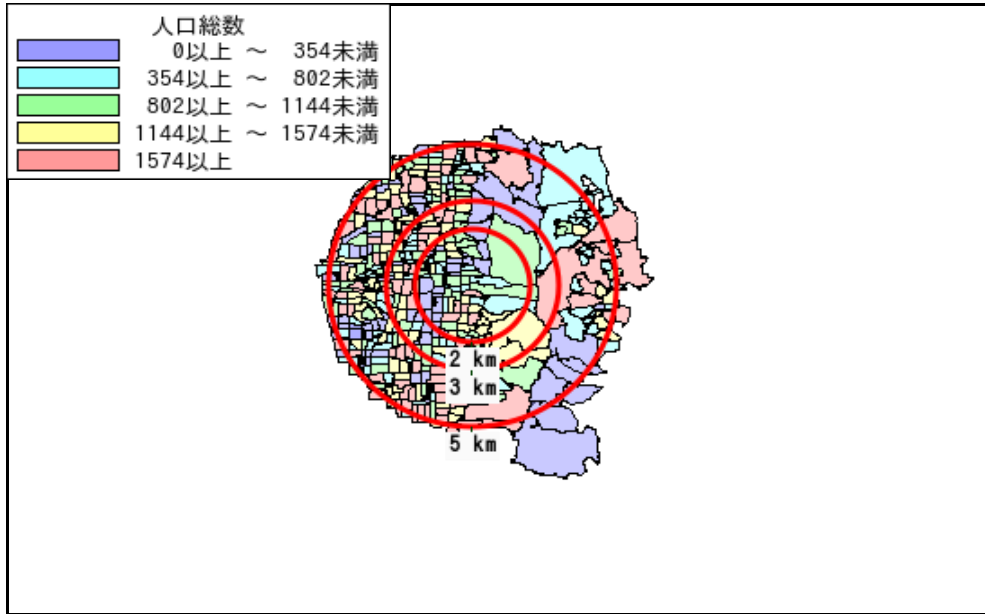 人口総数
0以上 ～ 354未満
354以上 ～ 802未満
802以上 ～ 1144未満
1144以上 ～ 1574未満
1574以上
2 km
3 km
5 km